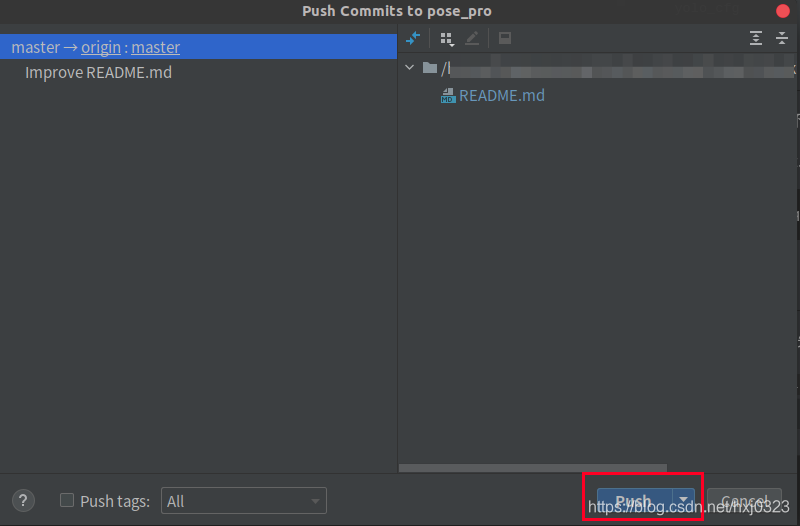 Push Commits to pose_pro
master → origin : master
Improve README.md
README.md
? Push tags: All
Push
Cancel
https://blog.csdn.net/hxj0323